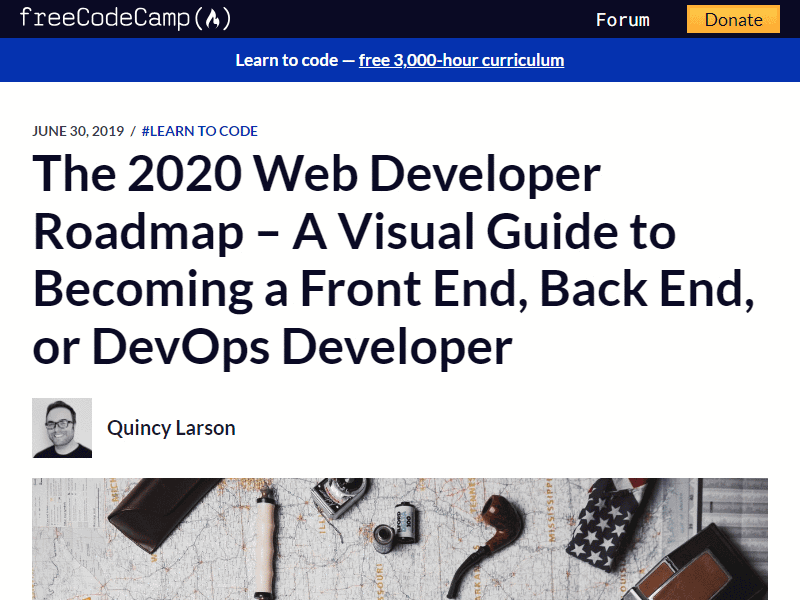 freeCodeCamp(🔥)
Forum
Donate
Learn to code — free 3,000-hour curriculum
JUNE 30, 2019 / #LEARN TO CODE
The 2020 Web Developer
Roadmap – A Visual Guide to
Becoming a Front End, Back End,
or DevOps Developer
Quincy Larson